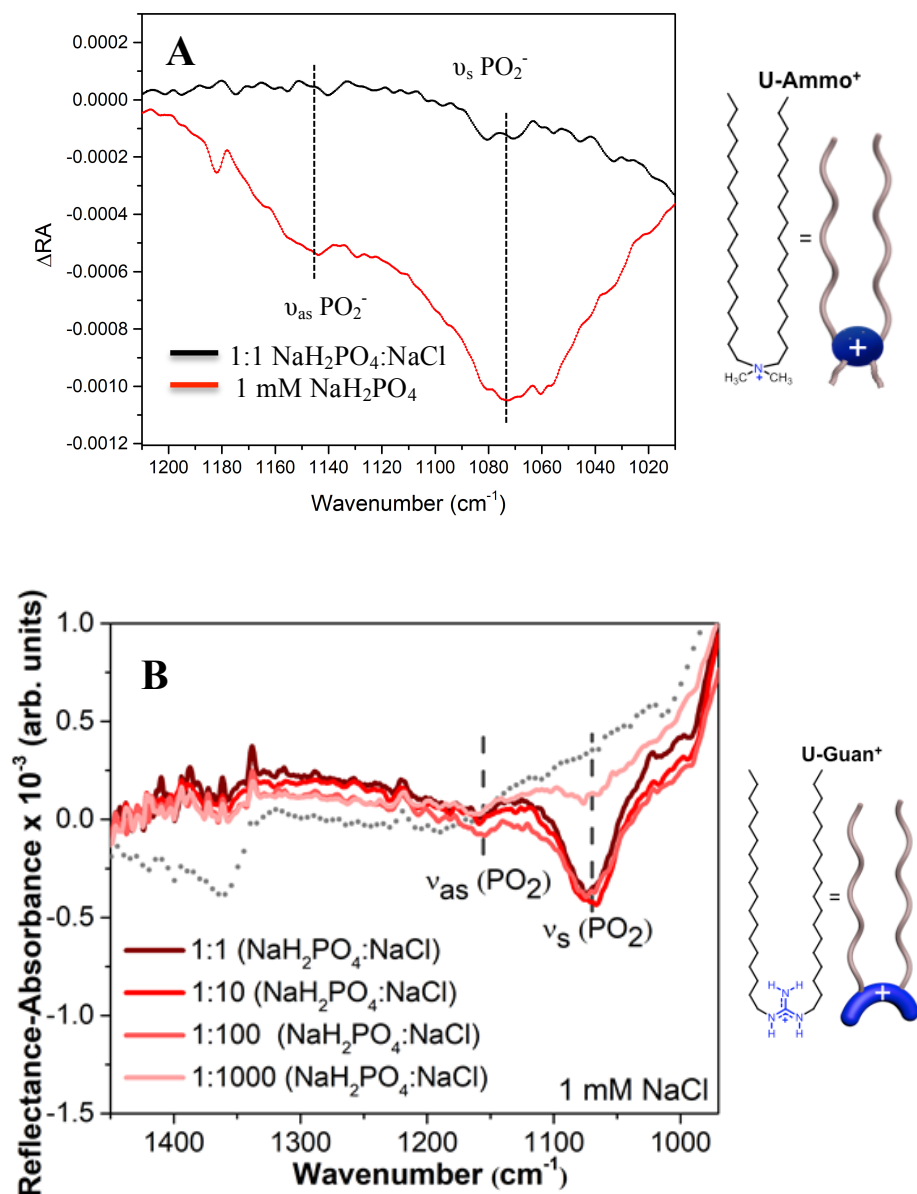 A
0.0002
0.0000
-0.0002
-0.0004
-0.0006
-0.0008
-0.0010
-0.0012
ΔRA
υs PO2-
υas PO2-
1:1 NaH2PO4:NaCl
1 mM NaH2PO4
1200 1180 1160 1140 1120 1100 1080 1060 1040 1020
Wavenumber (cm-1)
U-Ammo+
=
+
N
+
H3C CH3
B
Reflectance-Absorbance x 10-3 (arb. units)
1.0
0.5
0.0
-0.5
-1.0
-1.5
νas (PO2)
νs (PO2)
1:1 (NaH2PO4:NaCl)
1:10 (NaH2PO4:NaCl)
1:100 (NaH2PO4:NaCl)
1:1000 (NaH2PO4:NaCl)
1 mM NaCl
1400 1300 1200 1100 1000
Wavenumber (cm-1)
U-Guan+
=
+
H N H
N + N
H H